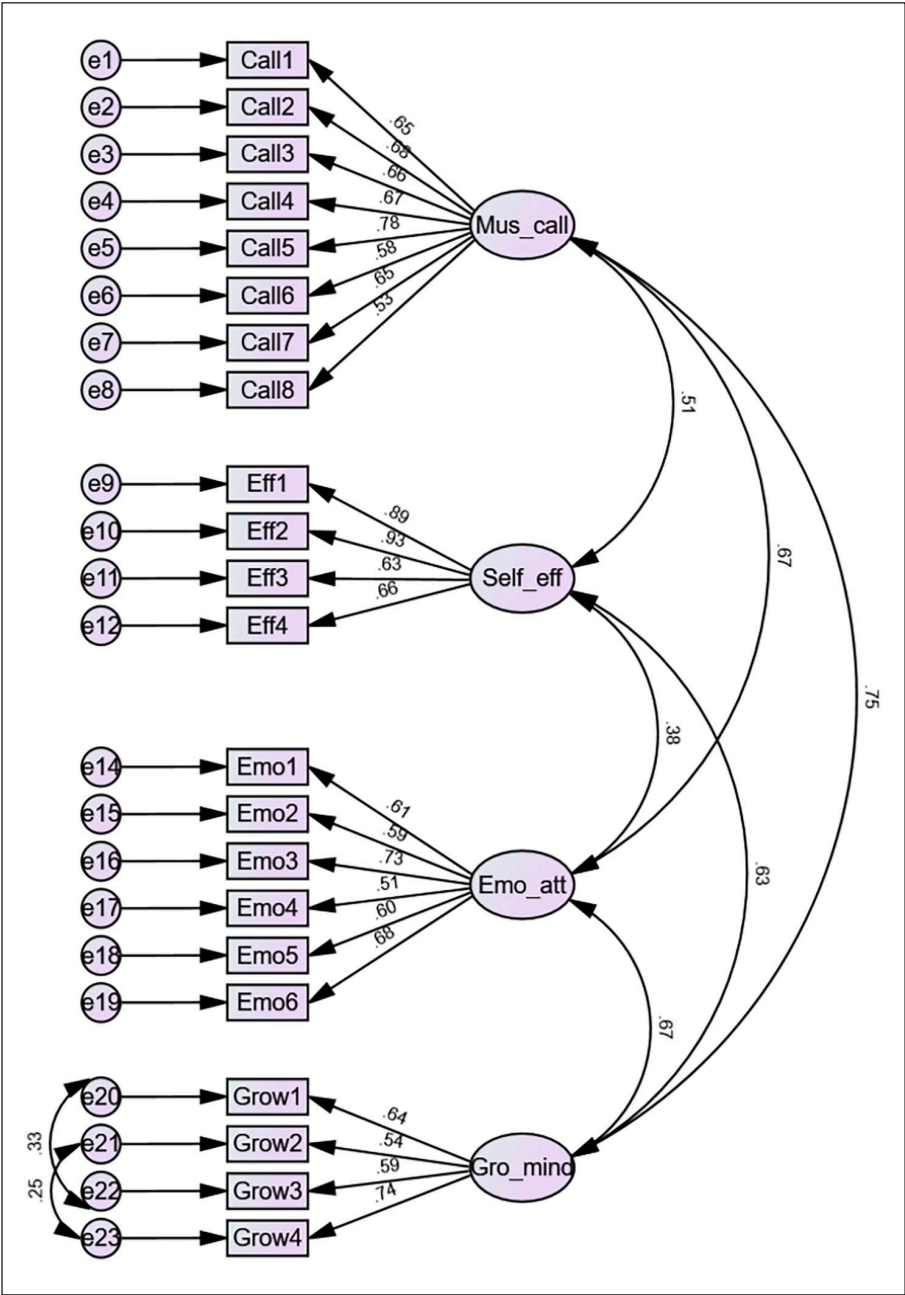 e1 Call1
e2 Call2
e3 Call3
e4 Call4
e5 Call5
e6 Call6
e7 Call7
e8 Call8
.65
.68
.66
.67
.78
.58
.65
.53
Mus_call
.51
.67
.75
e9 Eff1
e10 Eff2
e11 Eff3
e12 Eff4
.89
.93
.63
.66
Self_eff
.38
.63
e14 Emo1
e15 Emo2
e16 Emo3
e17 Emo4
e18 Emo5
e19 Emo6
.61
.59
.73
.51
.60
.68
Emo_att
.67
.33
.25
e20 Grow1
e21 Grow2
e22 Grow3
e23 Grow4
.64
.54
.59
.74
Gro_mind